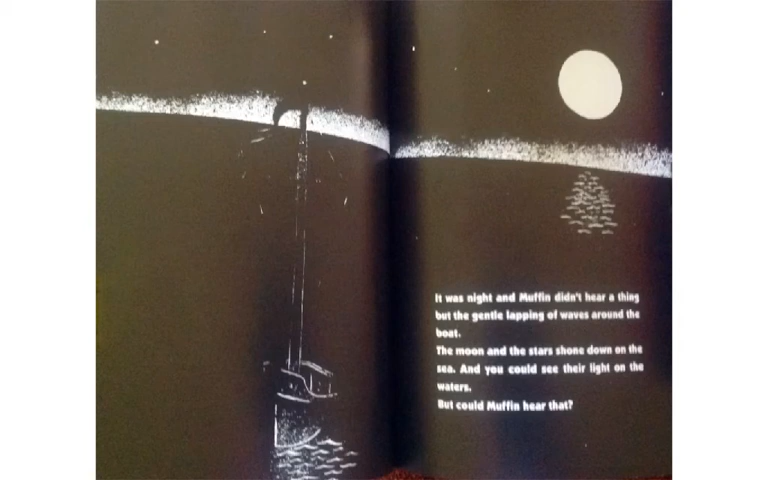 It was night and Muffin didn't hear a thing
but the gentle lapping of waves around the
boat.
The moon and the stars shone down on the
sea. And you could see their light on the
waters.
But could Muffin hear that?